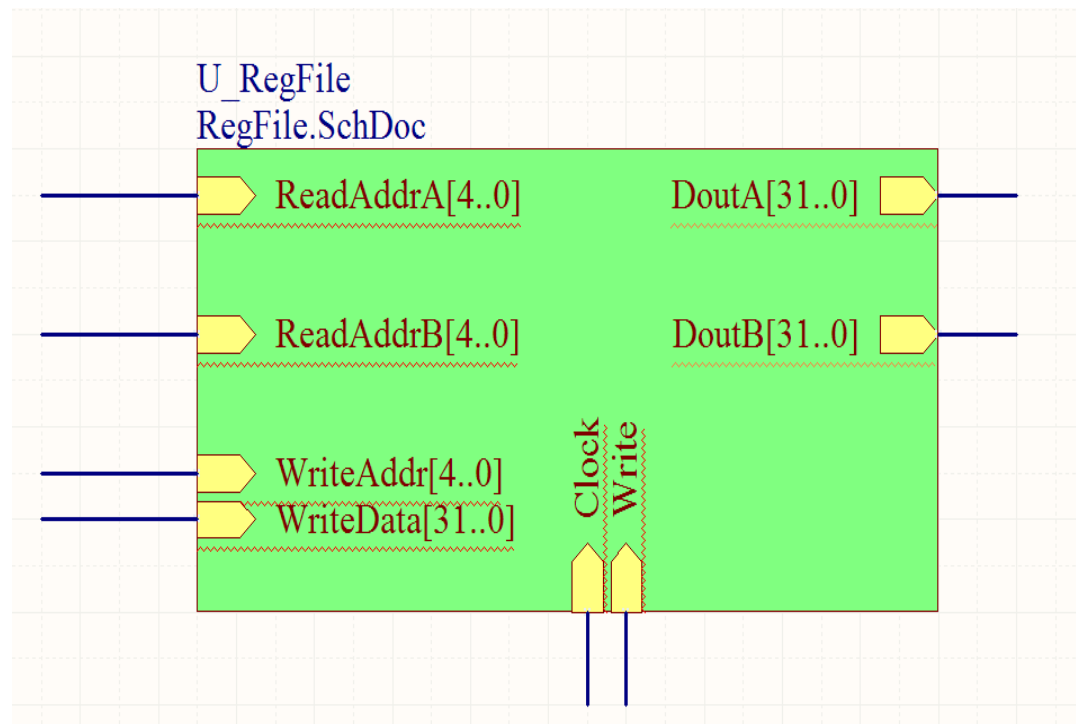 U_RegFile
RegFile.SchDoc
ReadAddrA[4..0]
DoutA[31..0]
ReadAddrB[4..0]
DoutB[31..0]
WriteAddr[4..0]
WriteData[31..0]
Clock
Write